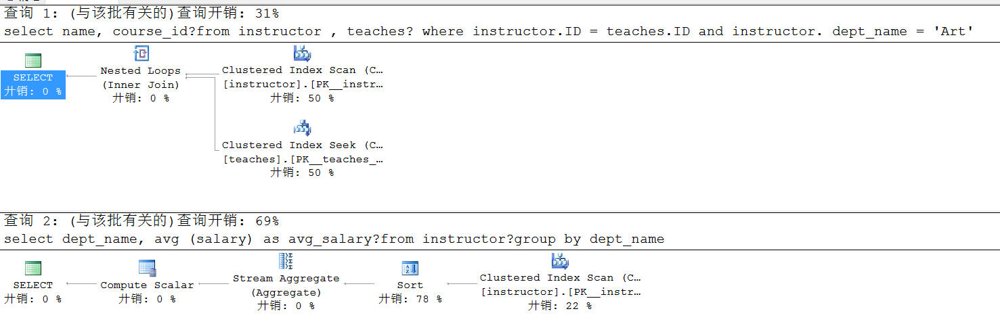 查询 1: (与该批有关的)查询开销: 31%
select name, course_id?from instructor , teaches? where instructor.ID = teaches.ID and instructor. dept_name = 'Art'
SELECT
开销: 0 %
Nested Loops
(Inner Join)
开销: 0 %
Clustered Index Scan (C…
[instructor].[PK__instr…
开销: 50 %
Clustered Index Seek (C…
[teaches].[PK__teaches_…
开销: 50 %
查询 2: (与该批有关的)查询开销: 69%
select dept_name, avg (salary) as avg_salary?from instructor?group by dept_name
SELECT
开销: 0 %
Compute Scalar
开销: 0 %
Stream Aggregate
(Aggregate)
开销: 0 %
Sort
开销: 78 %
Clustered Index Scan (C…
[instructor].[PK__instr…
开销: 22 %